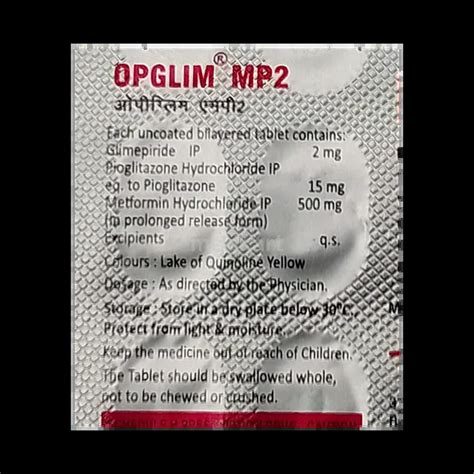 OPGLIM® MP2
ओपीग्लिम एमपी2
Each uncoated bilayered tablet contains:
Glimepiride IP 2 mg
Pioglitazone Hydrochloride IP
eq. to Pioglitazone 15 mg
Metformin Hydrochloride IP 500 mg
(in prolonged release form)
Excipients q.s.
Colours : Lake of Quinoline Yellow
Dosage : As directed by the Physician.
Storage : Store in a dry plate below 30°C.
Protect from light & moisture.
Keep the medicine out of reach of Children.
The Tablet should be swallowed whole,
not to be chewed or crushed.